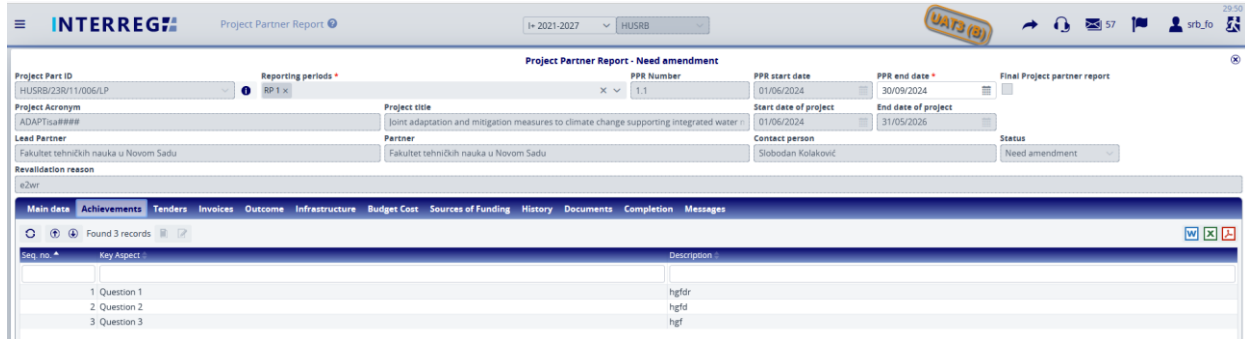 29:50
INTERREG Project Partner Report I+ 2021-2027 HUSRB UAT3 (B) 57 srb_fo
Project Partner Report - Need amendment
Project Part ID Reporting periods * PPR Number PPR start date PPR end date * Final Project partner report
HUSRB/23R/11/006/LP RP 1 × 1.1 01/06/2024 30/09/2024
Project Acronym Project title Start date of project End date of project
ADAPTisa#### Joint adaptation and mitigation measures to climate change supporting integrated water 01/06/2024 31/05/2026
Lead Partner Partner Contact person Status
Fakultet tehničkih nauka u Novom Sadu Fakultet tehničkih nauka u Novom Sadu Slobodan Kolaković Need amendment
Revalidation reason
e2wr
Main data Achievements Tenders Invoices Outcome Infrastructure Budget Cost Sources of Funding History Documents Completion Messages
Found 3 records W X
Seq. no. Key Aspect Description
1 Question 1 hgfdr
2 Question 2 hgfd
3 Question 3 hgf